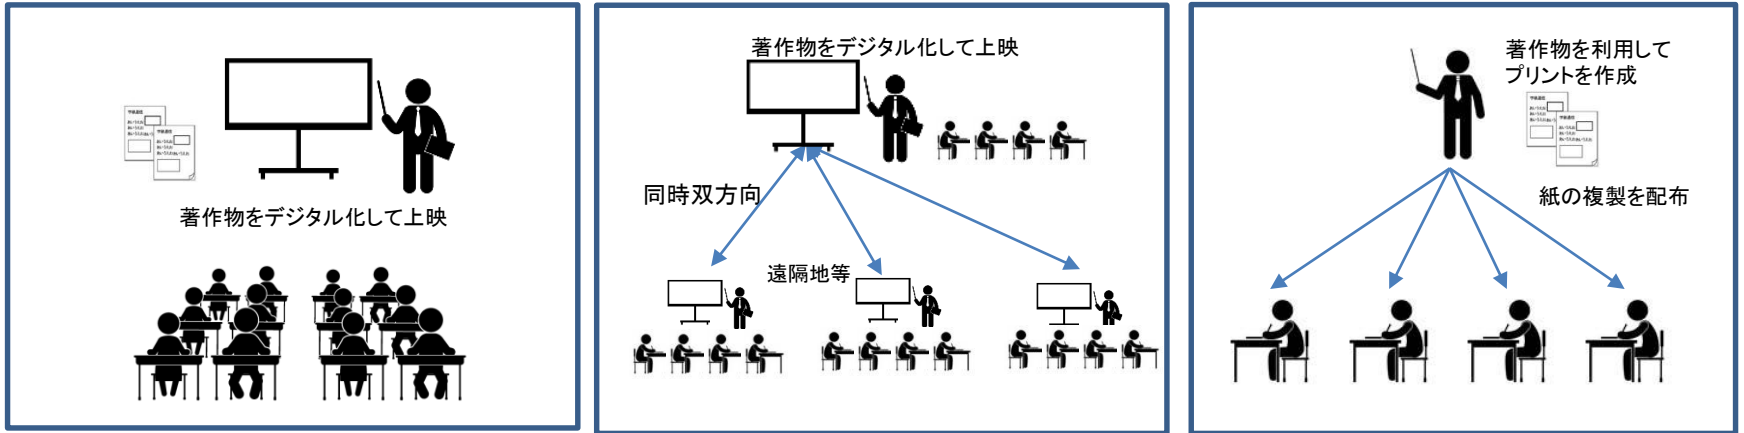 著作物をデジタル化して上映
著作物をデジタル化して上映
同時双方向
遠隔地等
著作物を利用して
プリントを作成
紙の複製を配布